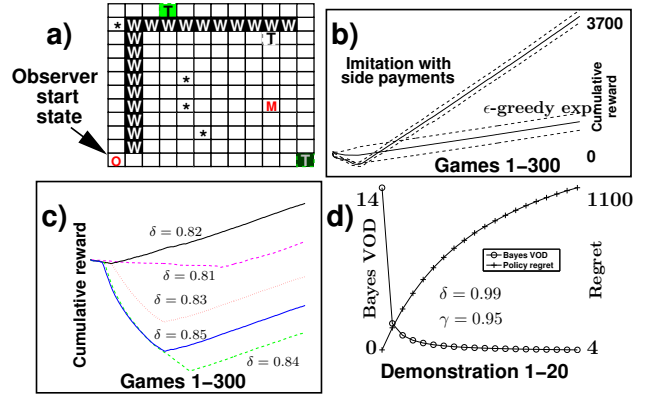 a)
T
* W W W W W W W W W W
W T
W
W
W *
W
W * M
W
W *
W
O T
Observer
start
state
b)
Imitation with
side payments
ϵ-greedy exp
3700
Cumulative
reward
0
Games 1−300
c)
Cumulative reward
δ = 0.82
δ = 0.81
δ = 0.83
δ = 0.85
δ = 0.84
Games 1−300
d)
14
Bayes VOD
0
Bayes VOD
Policy regret
δ = 0.99
γ = 0.95
1100
Regret
4
Demonstration 1−20